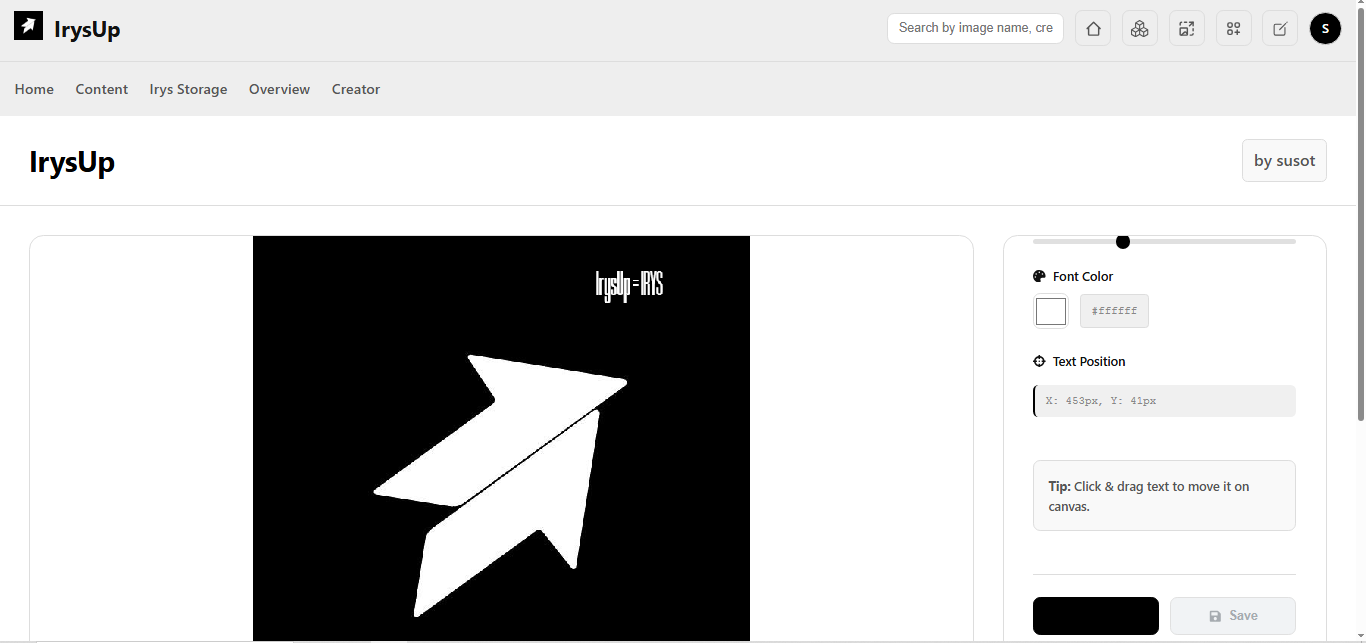 IrysUp
Search by image name, cre
S
Home Content Irys Storage Overview Creator
IrysUp
by susot
IrysUp = IRYS
Font Color
#ffffff
Text Position
X: 453px, Y: 41px
Tip: Click & drag text to move it on
canvas.
Save